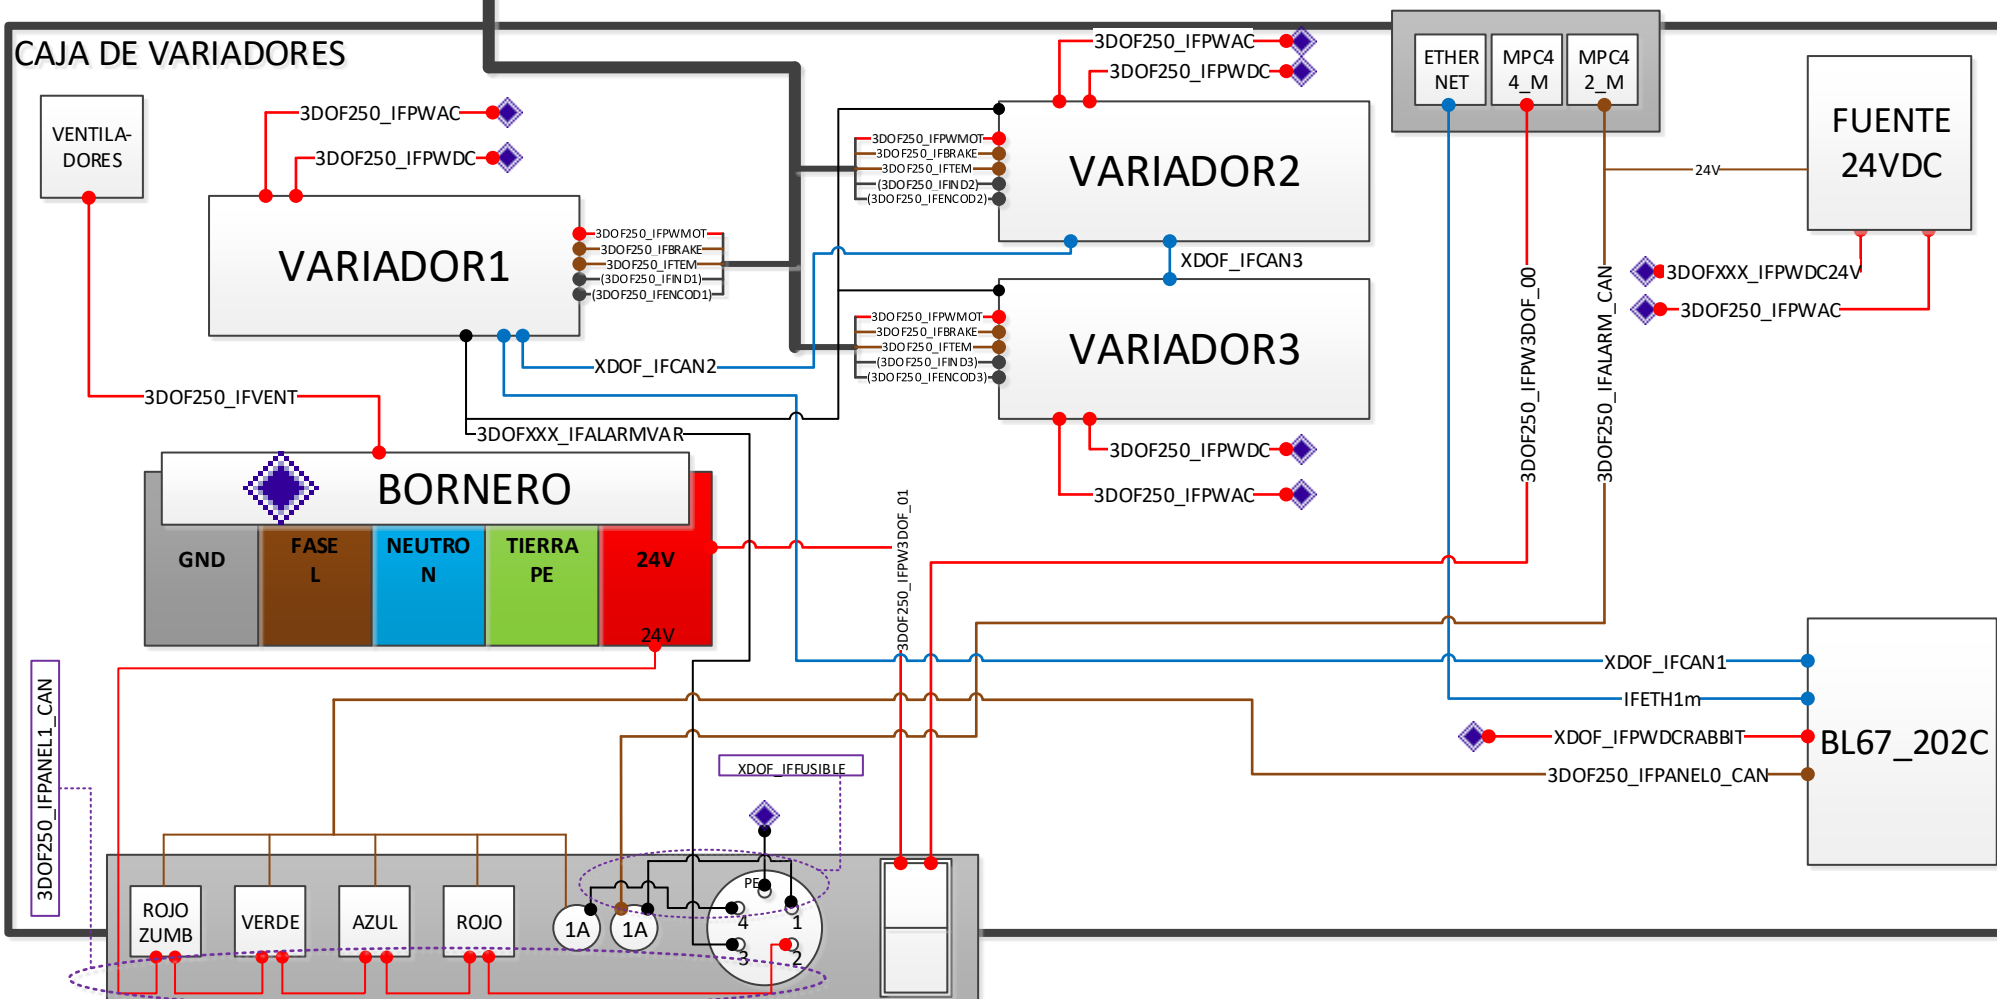 CAJA DE VARIADORES
VENTILA-
DORES
3DOF250_IFPWAC
3DOF250_IFPWDC
VARIADOR1
3DOF250_IFPWMOT
3DOF250_IFBRAKE
3DOF250_IFTEM
(3DOF250_IFIND1)
(3DOF250_IFENCOD1)
3DOF250_IFPWAC
3DOF250_IFPWDC
3DOF250_IFPWMOT
3DOF250_IFBRAKE
3DOF250_IFTEM
(3DOF250_IFIND2)
(3DOF250_IFENCOD2)
VARIADOR2
XDOF_IFCAN3
3DOF250_IFPWMOT
3DOF250_IFBRAKE
3DOF250_IFTEM
(3DOF250_IFIND3)
(3DOF250_IFENCOD3)
VARIADOR3
3DOF250_IFPWDC
3DOF250_IFPWAC
ETHER
NET
MPC4
4_M
MPC4
2_M
FUENTE
24VDC
24V
3DOFXXX_IFPWDC24V
3DOF250_IFPWAC
3DOF250_IFPW3DOF_00
3DOF250_IFALARM_CAN
XDOF_IFCAN2
3DOF250_IFVENT
3DOFXXX_IFALARMVAR
BORNERO
GND
FASE
L
NEUTRO
N
TIERRA
PE
24V
24V
3DOF250_IFPW3DOF_01
XDOF_IFCAN1
IFETH1m
XDOF_IFPWDCRABBIT
3DOF250_IFPANEL0_CAN
BL67_202C
3DOF250_IFPANEL1_CAN
XDOF_IFFUSIBLE
ROJO
ZUMB
VERDE
AZUL
ROJO
1A
1A
PE
4
1
3
2